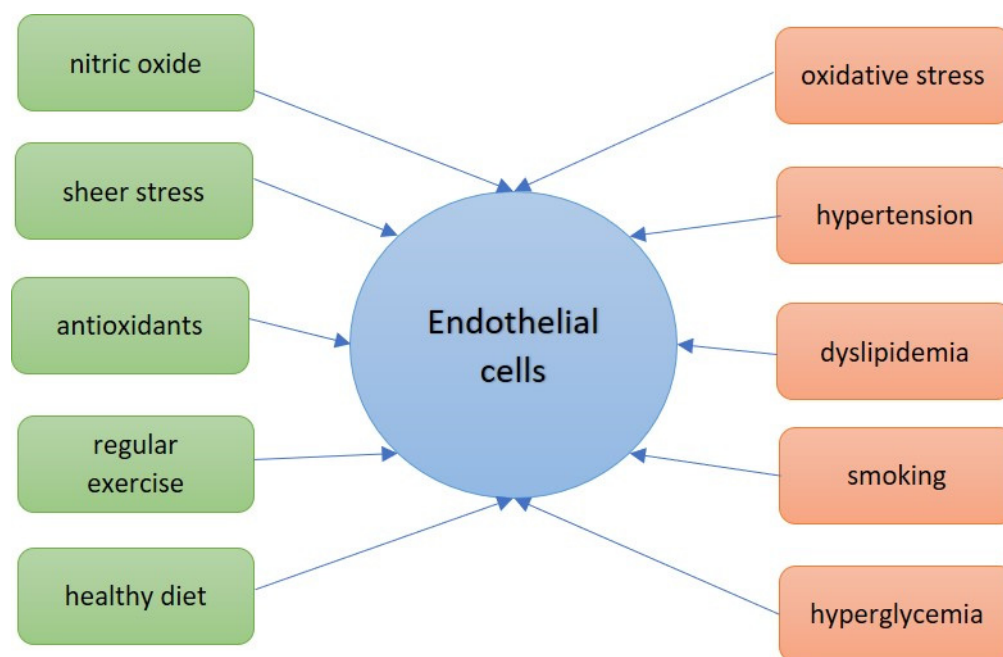 nitric oxide
sheer stress
antioxidants
regular
exercise
healthy diet
Endothelial
cells
oxidative stress
hypertension
dyslipidemia
smoking
hyperglycemia